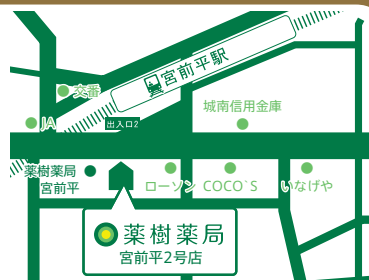 宮前平駅
交番
城南信用金庫
JA
出入口2
薬樹薬局
宮前平
ローソン
COCO`S
いなげや
薬樹薬局
宮前平2号店